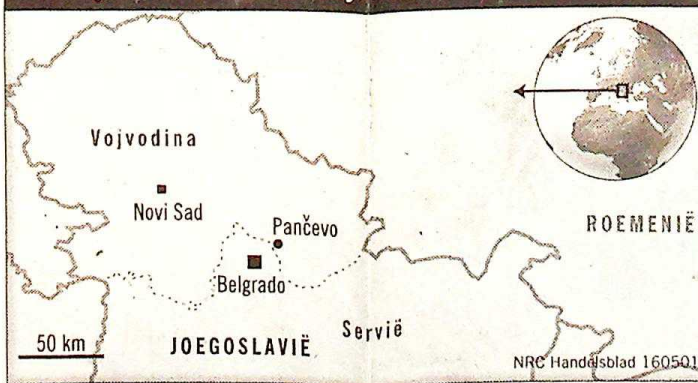 Vojvodina
Novi Sad
Pančevo
ROEMENIË
Belgrado
50 km
JOEGOSLAVIË
Servië
NRC Handelsblad 160501